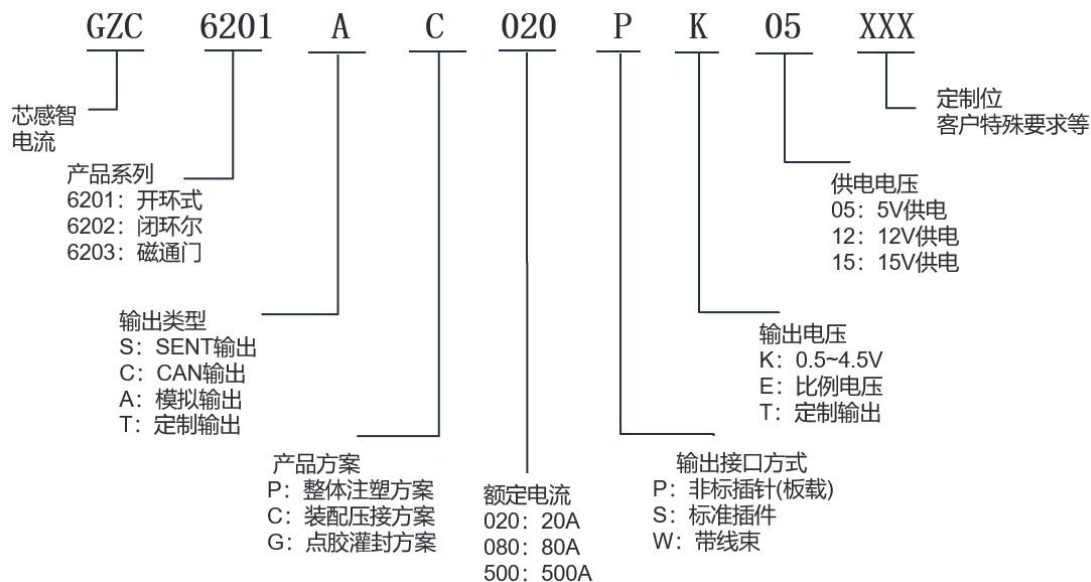 GZC 6201 A C 020 P K 05 XXX
芯感智
电流
定制位
客户特殊要求等
产品系列
6201：开环式
6202：闭环尔
6203：磁通门
供电电压
05：5V供电
12：12V供电
15：15V供电
输出类型
S：SENT输出
C：CAN输出
A：模拟输出
T：定制输出
输出电压
K：0.5~4.5V
E：比例电压
T：定制输出
产品方案
P：整体注塑方案
C：装配压接方案
G：点胶灌封方案
额定电流
020：20A
080：80A
500：500A
输出接口方式
P：非标插针(板载)
S：标准插件
W：带线束